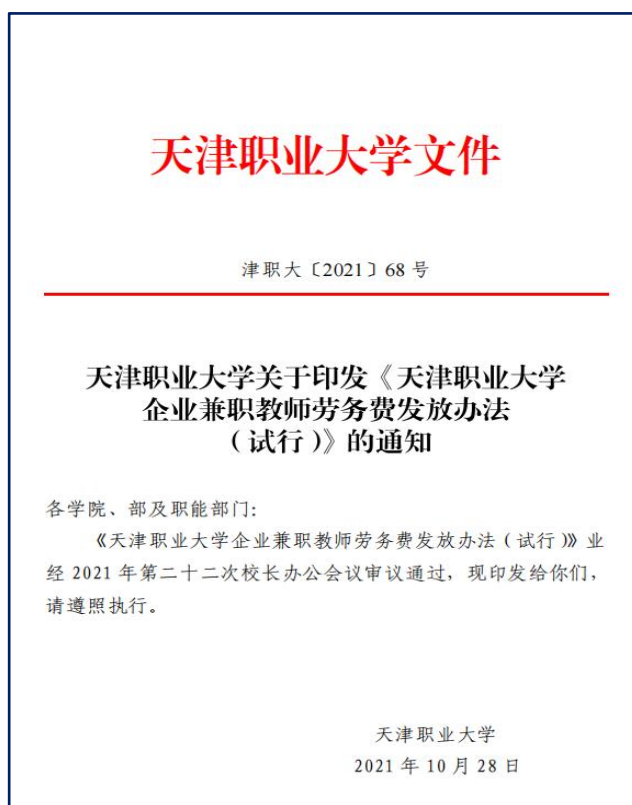 天津职业大学文件
津职大〔2021〕68 号
天津职业大学关于印发《天津职业大学
企业兼职教师劳务费发放办法
（试行）》的通知
各学院、部及职能部门:
《天津职业大学企业兼职教师劳务费发放办法（试行）》业
经 2021 年第二十二次校长办公会议审议通过，现印发给你们，
请遵照执行。
天津职业大学
2021 年 10 月 28 日